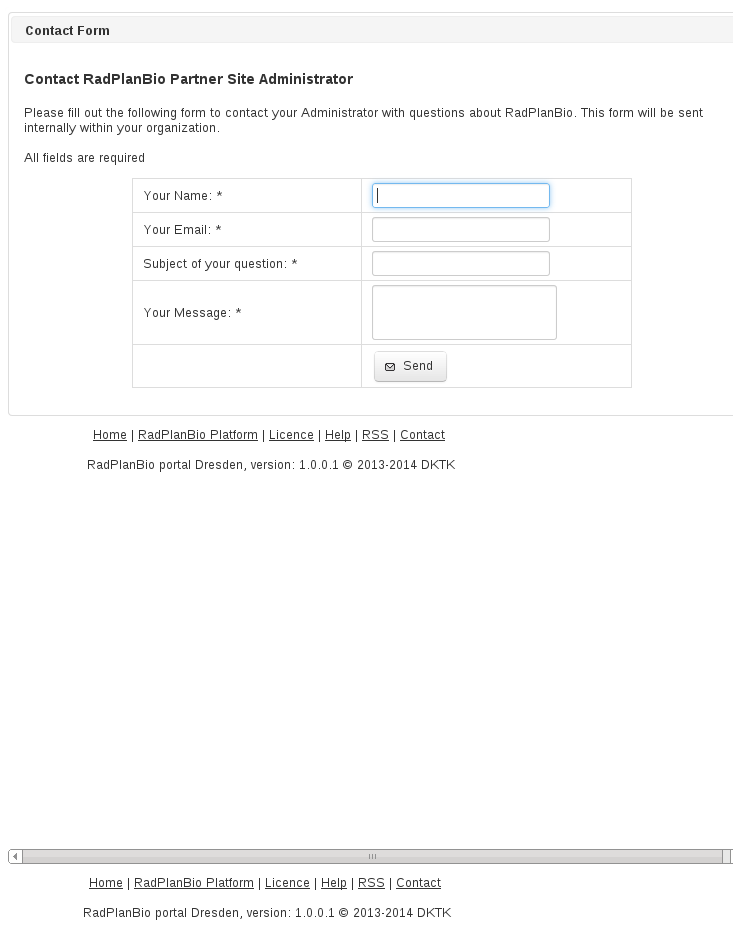 Contact Form
Contact RadPlanBio Partner Site Administrator
Please fill out the following form to contact your Administrator with questions about RadPlanBio. This form will be sent
internally within your organization.
All fields are required
Your Name: *
Your Email: *
Subject of your question: *
Your Message: *
Send
Home | RadPlanBio Platform | Licence | Help | RSS | Contact
RadPlanBio portal Dresden, version: 1.0.0.1 © 2013-2014 DKTK
Home | RadPlanBio Platform | Licence | Help | RSS | Contact
RadPlanBio portal Dresden, version: 1.0.0.1 © 2013-2014 DKTK